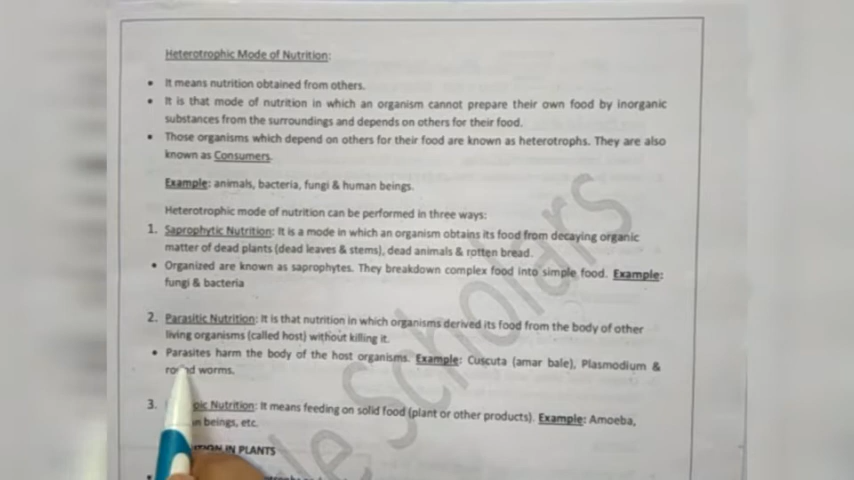 Heterotrophic Mode of Nutrition:
• It means nutrition obtained from others.
• It is that mode of nutrition in which an organism cannot prepare their own food by inorganic
substances from the surroundings and depends on others for their food.
• Those organisms which depend on others for their food are known as heterotrophs. They are also
known as Consumers.
Example: animals, bacteria, fungi & human beings.
Heterotrophic mode of nutrition can be performed in three ways:
1. Saprophytic Nutrition: It is a mode in which an organism obtains its food from decaying organic
matter of dead plants (dead leaves & stems), dead animals & rotten bread.
• Organized are known as saprophytes. They breakdown complex food into simple food. Example:
fungi & bacteria
2. Parasitic Nutrition: It is that nutrition in which organisms derived its food from the body of other
living organisms (called host) without killing it.
• Parasites harm the body of the host organisms. Example: Cuscuta (amar bale), Plasmodium &
round worms.
3. Nutrition: It means feeding on solid food (plant or other products). Example: Amoeba,
beings, etc.
IN PLANTS
Scholars